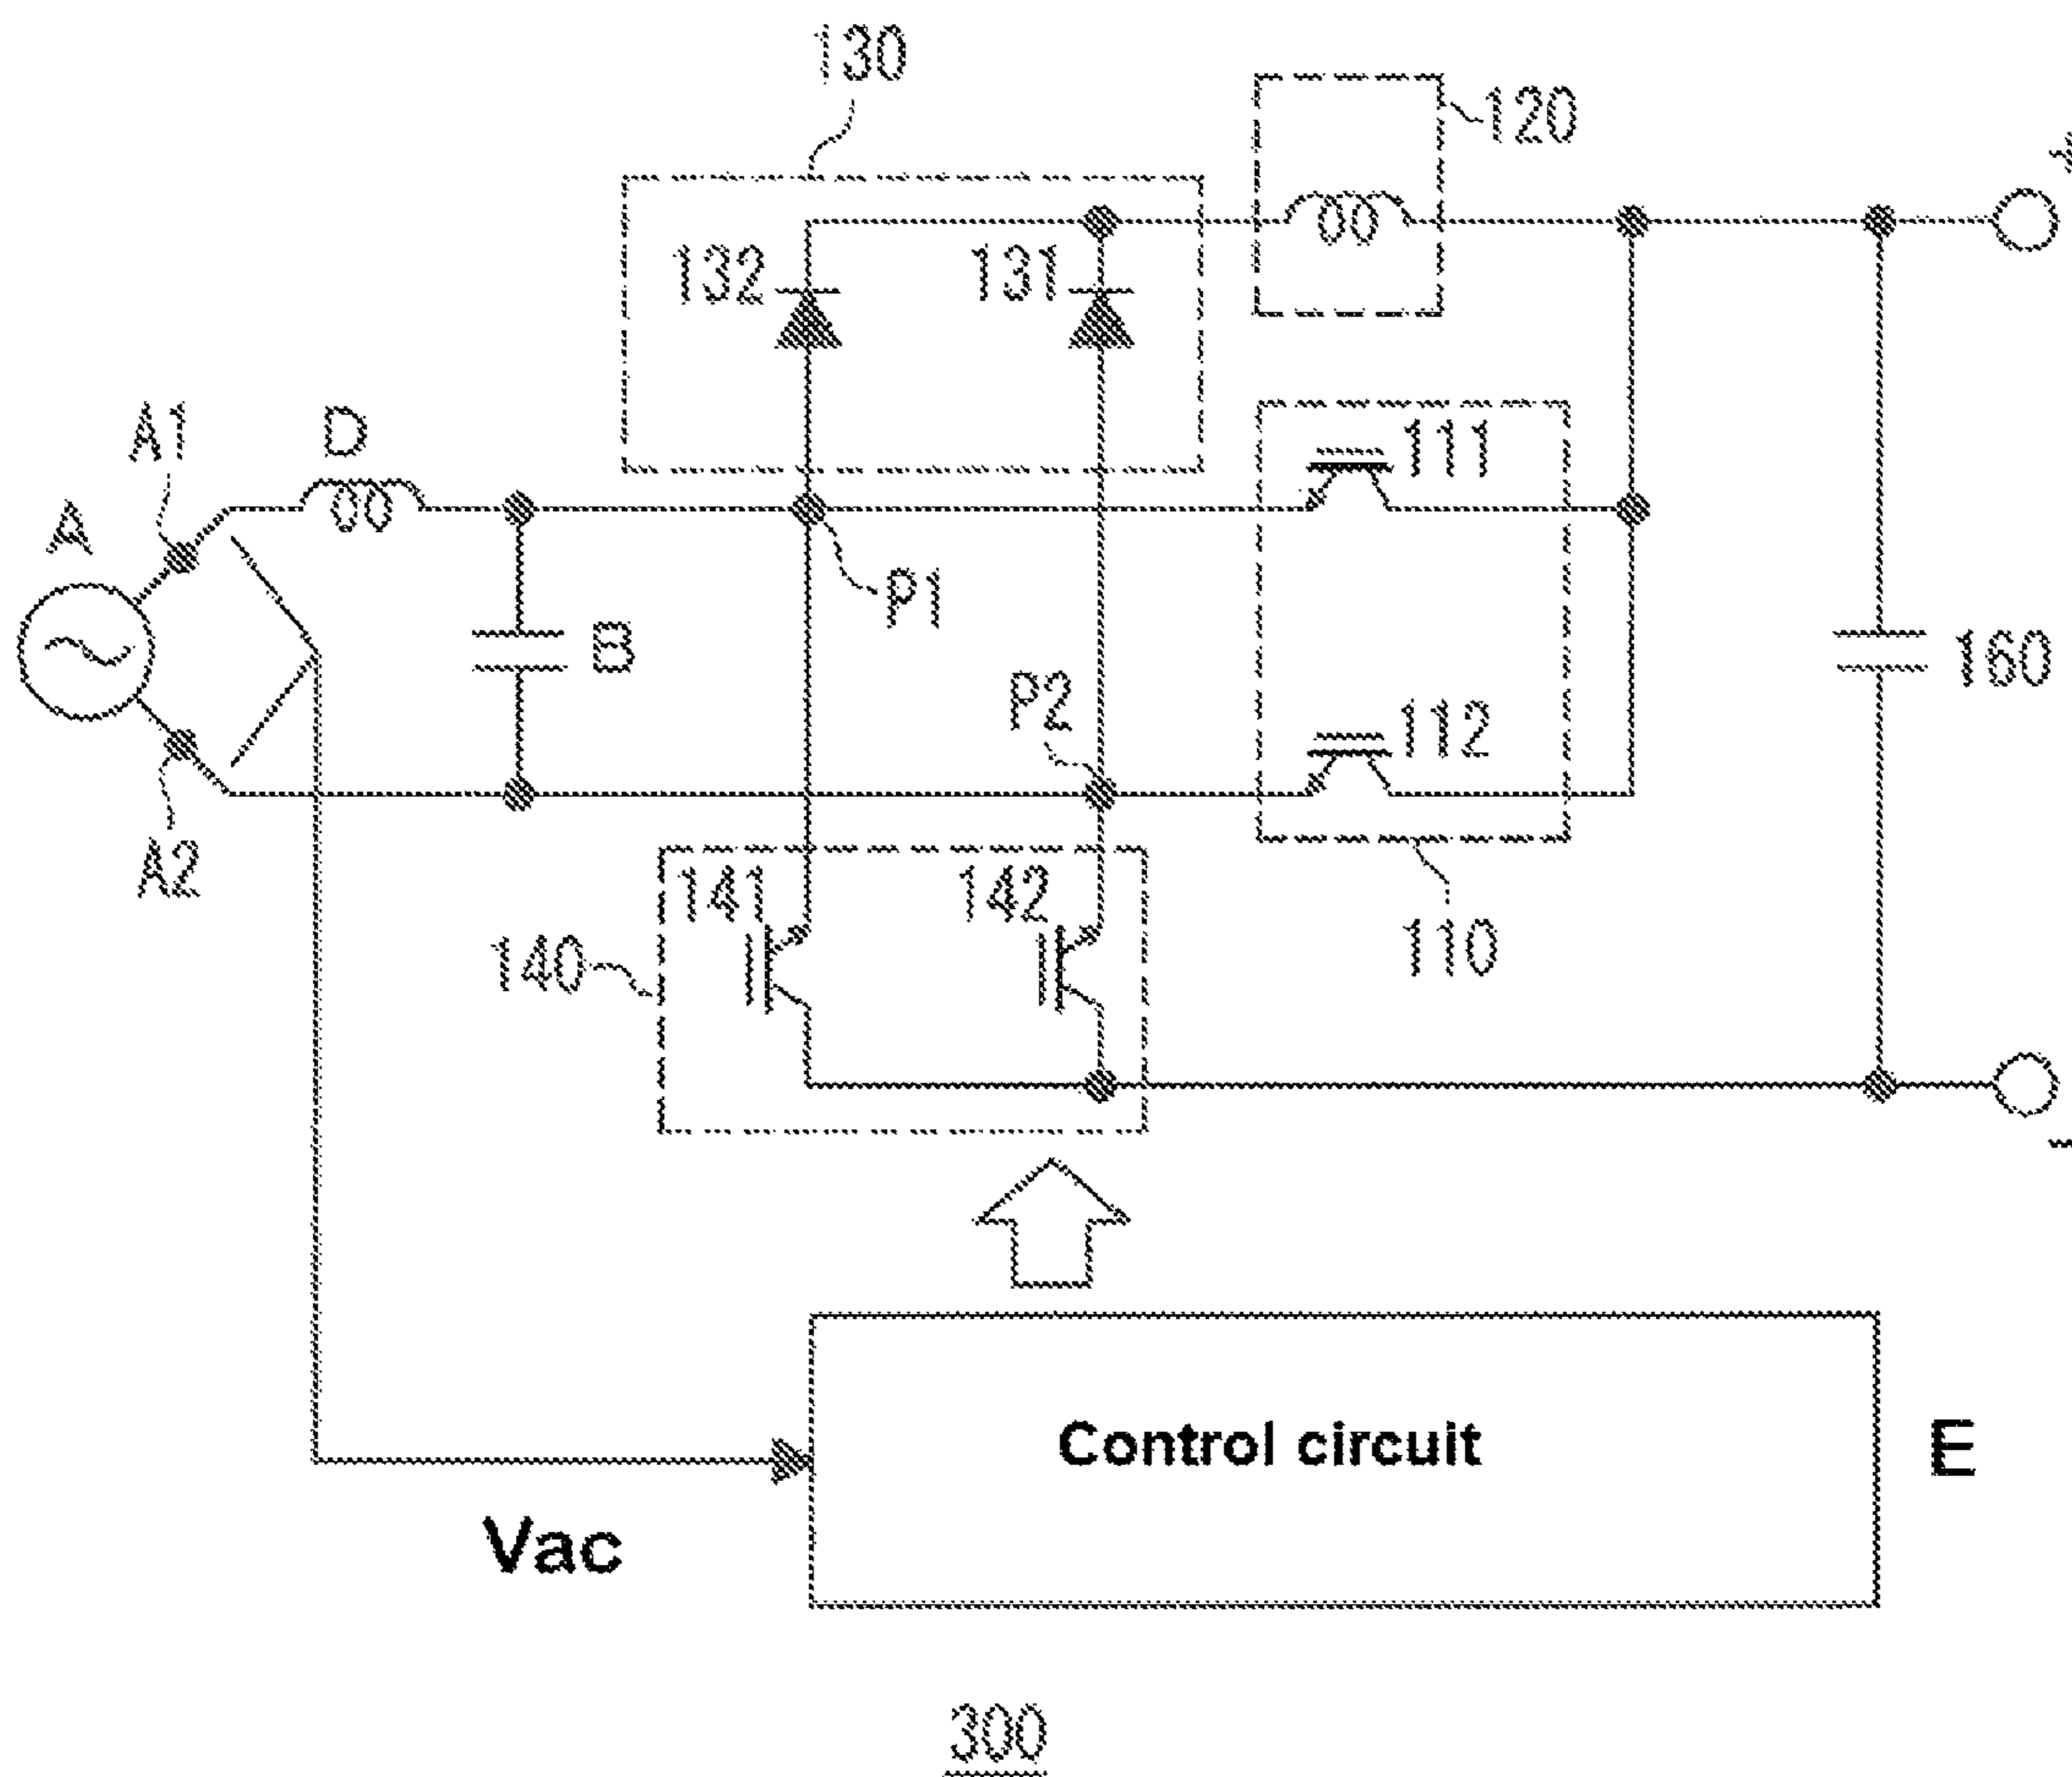 130
120
+
132
131
A1
D
111
A
P1
B
160
P2
112
A2
141
142
140
110
-
Control circuit
E
Vac
300